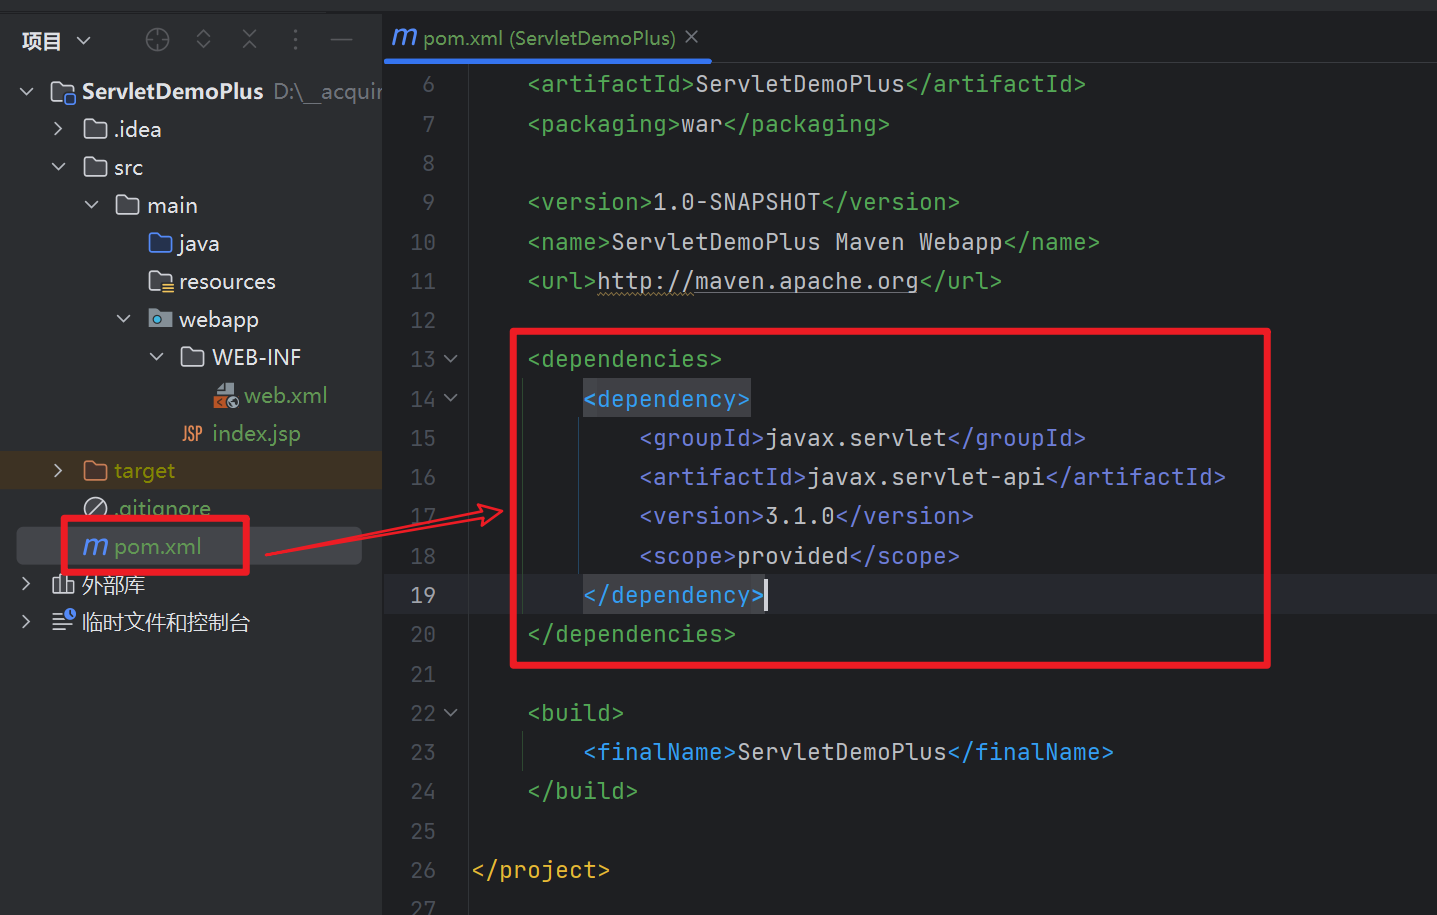 项目
ServletDemoPlus D:\__acquir
.idea
src
main
java
resources
webapp
WEB-INF
web.xml
JSP index.jsp
target
.gitignore
m pom.xml
外部库
临时文件和控制台
m pom.xml (ServletDemoPlus)
6 <artifactId>ServletDemoPlus</artifactId>
7 <packaging>war</packaging>
8
9 <version>1.0-SNAPSHOT</version>
10 <name>ServletDemoPlus Maven Webapp</name>
11 <url>http://maven.apache.org</url>
12
13 <dependencies>
14 <dependency>
15 <groupId>javax.servlet</groupId>
16 <artifactId>javax.servlet-api</artifactId>
17 <version>3.1.0</version>
18 <scope>provided</scope>
19 </dependency>
20 </dependencies>
21
22 <build>
23 <finalName>ServletDemoPlus</finalName>
24 </build>
25
26 </project>
27